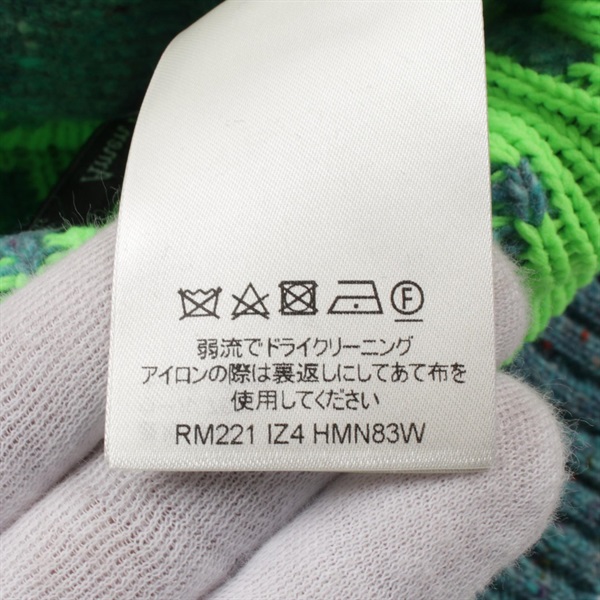 F
弱流でドライクリーニング
アイロンの際は裏返しにしてあて布を
使用してください
RM221 IZ4 HMN83W